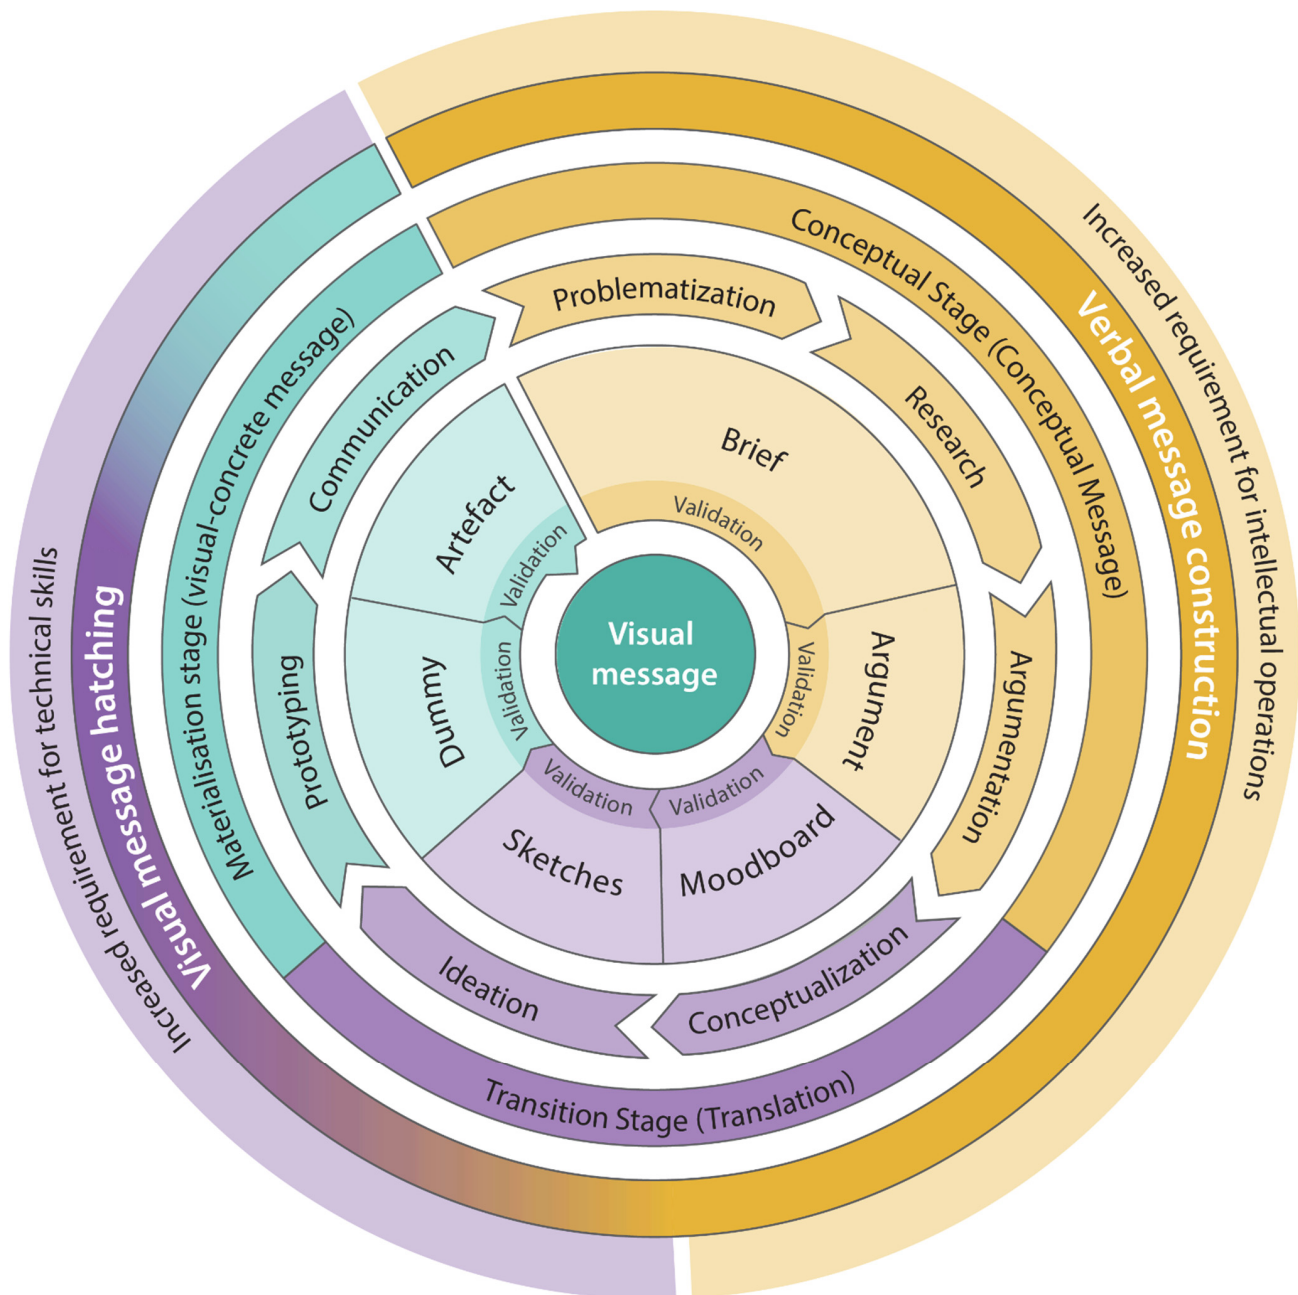 Increased requirement for intellectual operations
Verbal message construction
Conceptual Stage (Conceptual Message)
Problematization
Research
Argumentation
Conceptualization
Ideation
Prototyping
Communication
Transition Stage (Translation)
Materialisation stage (visual-concrete message)
Visual message hatching
Increased requirement for technical skills
Brief
Validation
Argument
Validation
Moodboard
Validation
Sketches
Validation
Dummy
Validation
Artefact
Validation
Visual
message